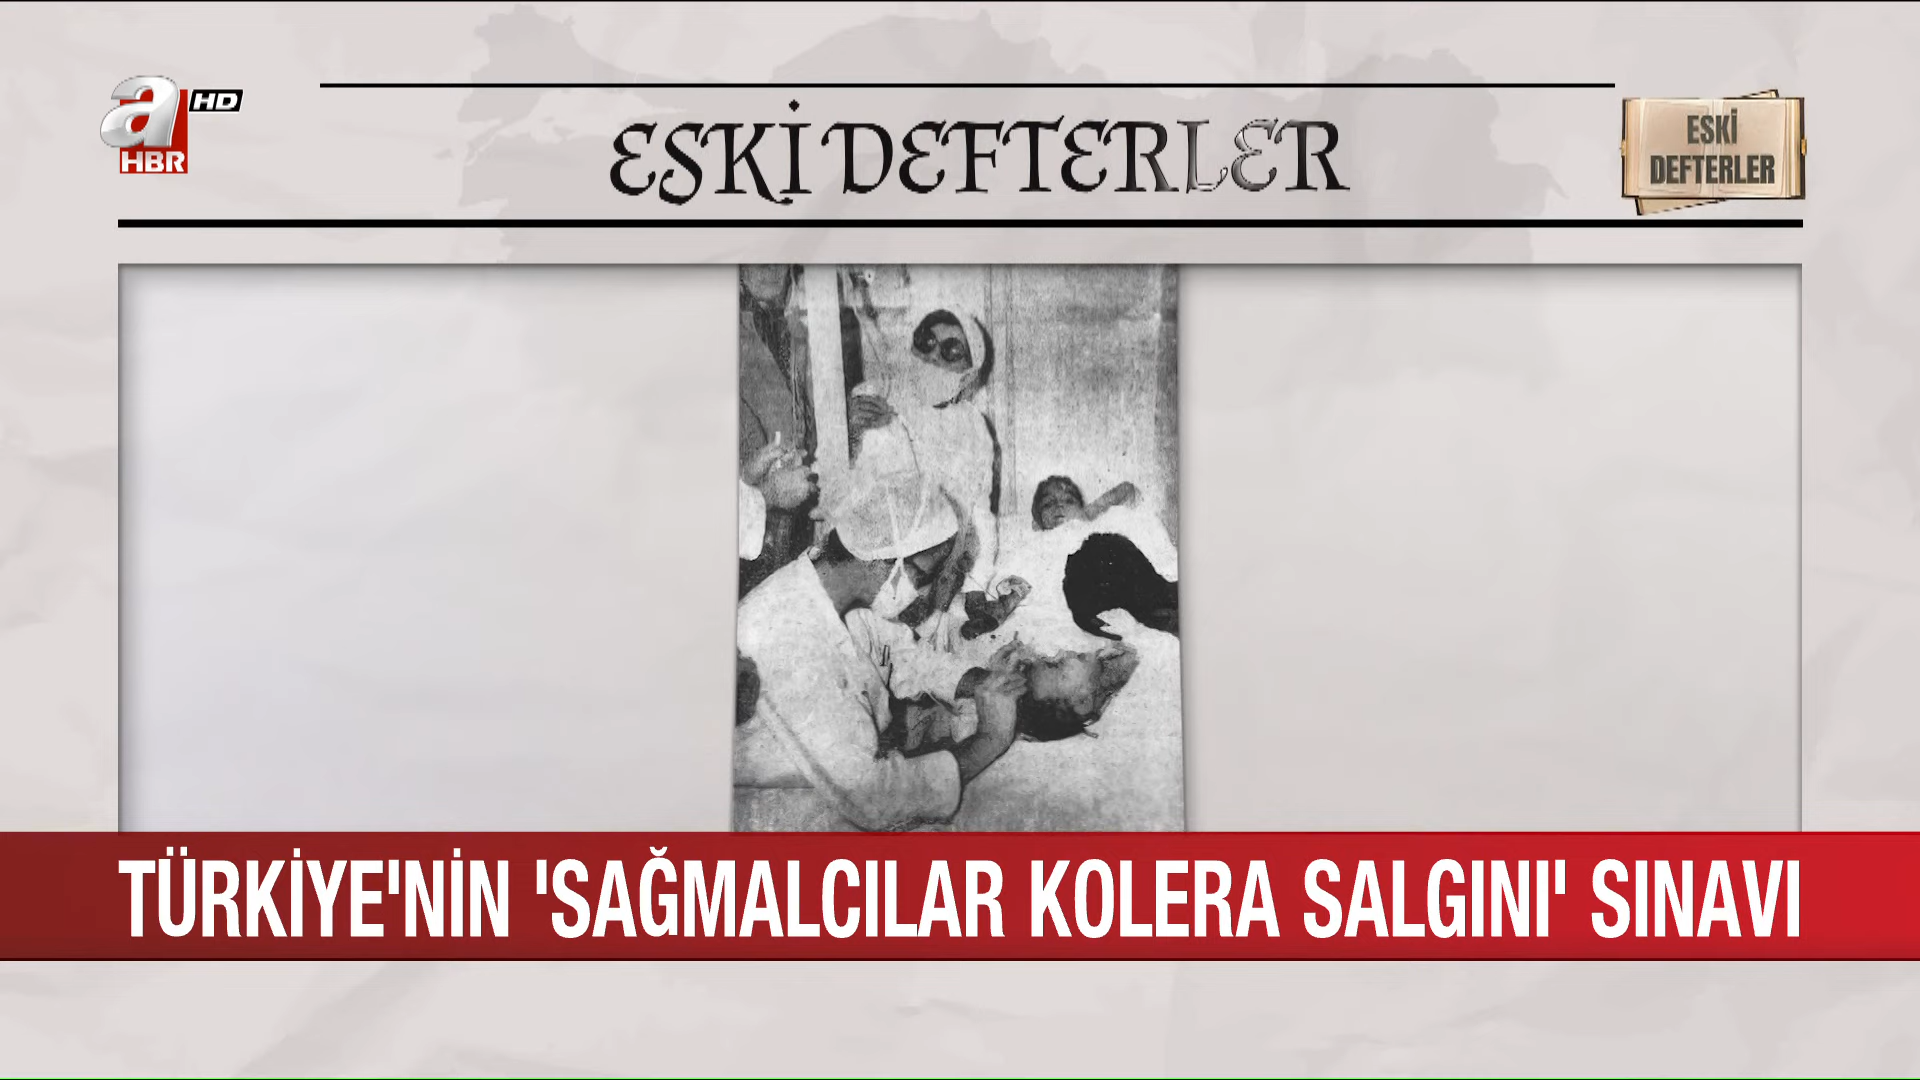 a
HBR
HD
ESKİ DEFTERLER
ESKİ
DEFTERLER
TÜRKİYE'NİN 'SAĞMALCILAR KOLERA SALGINI' SINAVI